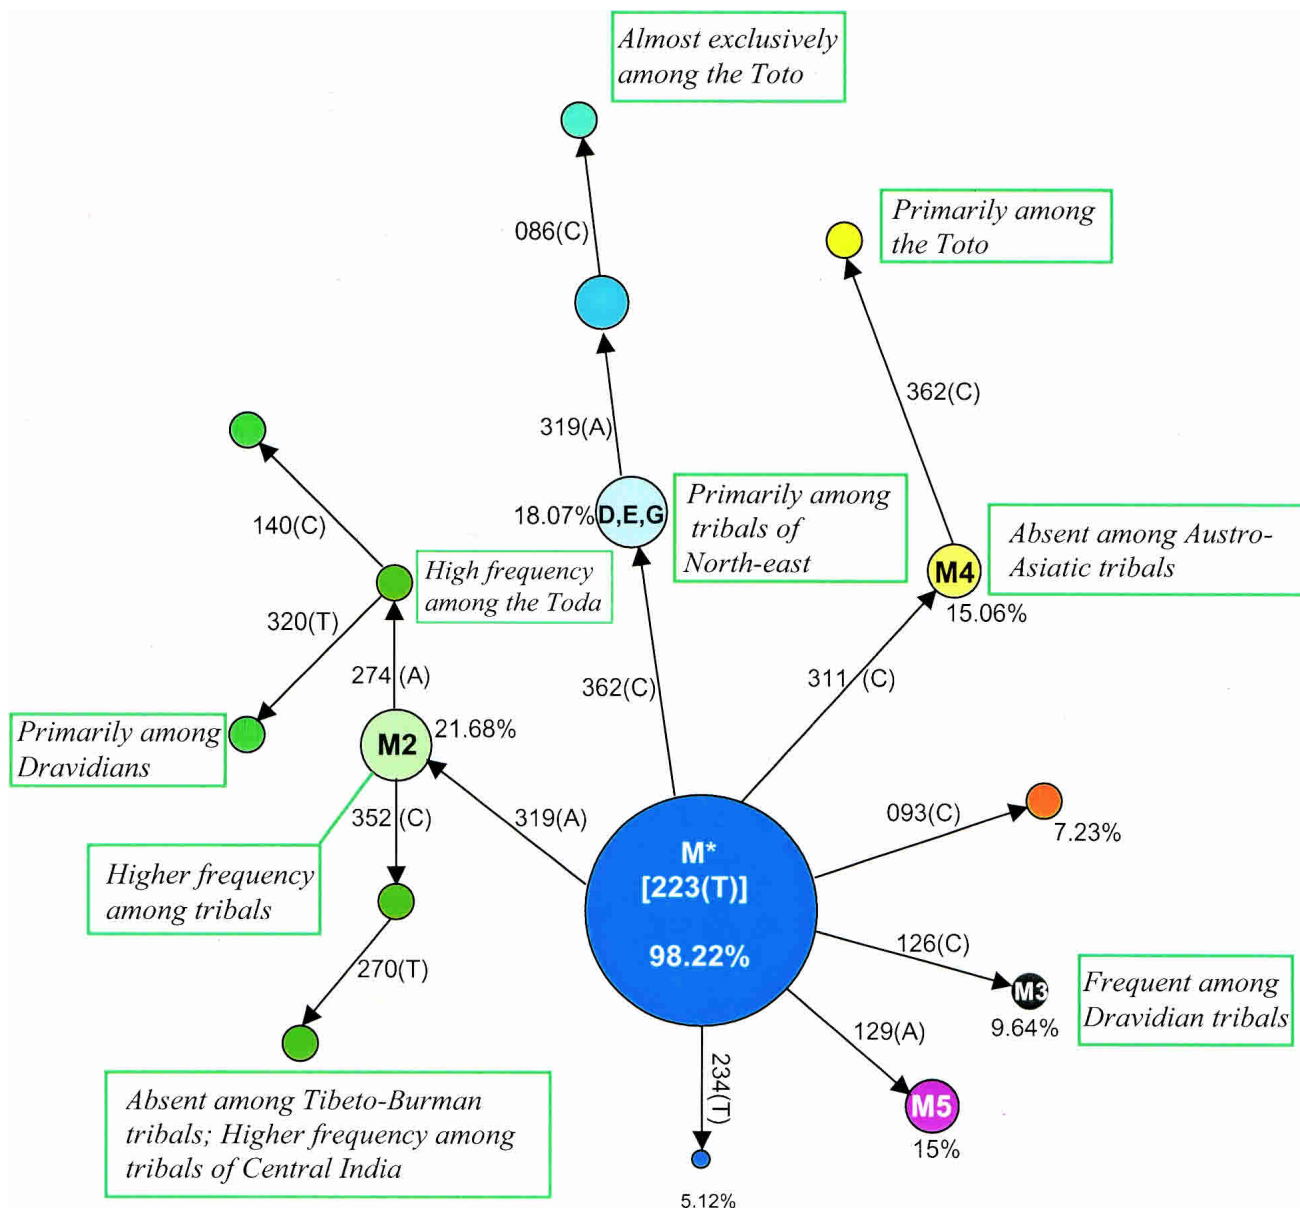 Almost exclusively
among the Toto
086(C)
Primarily among
the Toto
319(A)
362(C)
140(C)
18.07%
D,E,G
Primarily among
tribals of
North-east
Absent among Austro-
Asiatic tribals
M4
15.06%
High frequency
among the Toda
320(T)
274 (A)
362(C)
311 (C)
Primarily among
Dravidians
M2
21.68%
352 (C)
319(A)
093(C)
7.23%
Higher frequency
among tribals
M*
[223(T)]
98.22%
126(C)
M3
9.64%
Frequent among
Dravidian tribals
270(T)
129(A)
234(T)
M5
15%
Absent among Tibeto-Burman
tribals; Higher frequency among
tribals of Central India
5.12%